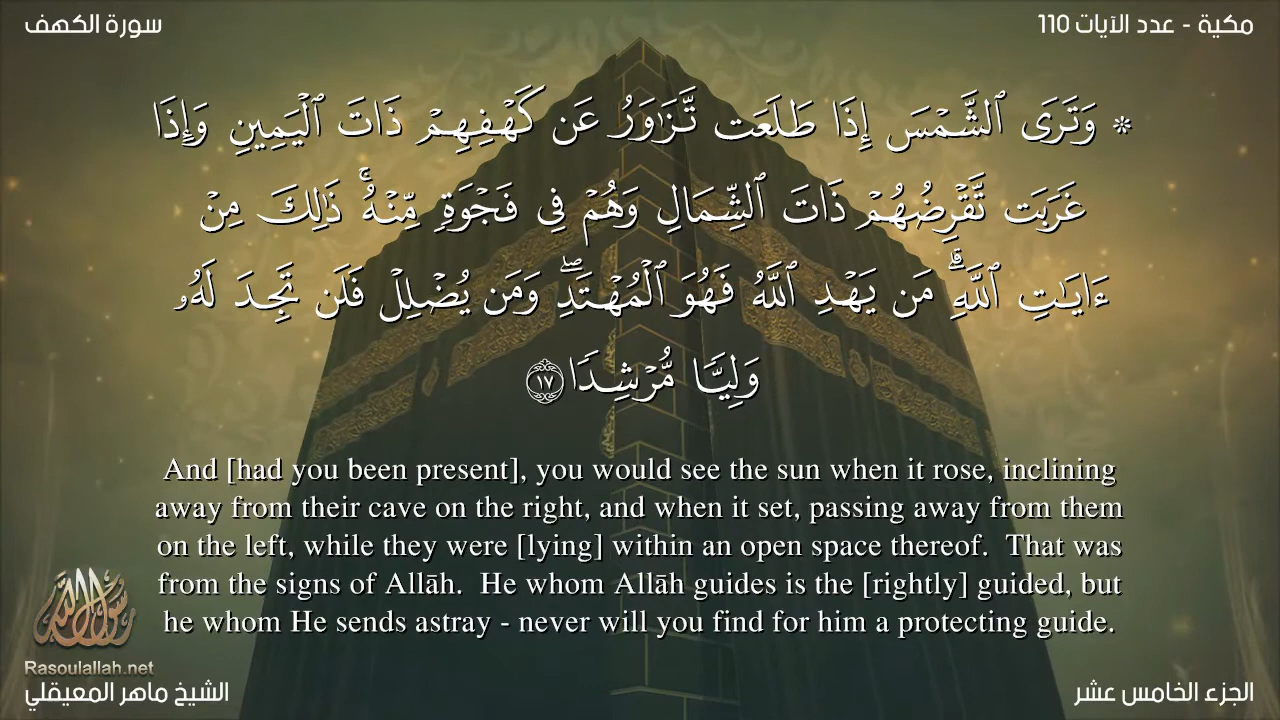 سورة الكهف
مكية - عدد الآيات 110
۞ وَتَرَى ٱلشَّمْسَ إِذَا طَلَعَت تَّزَٰوَرُ عَن كَهْفِهِمْ ذَاتَ ٱلْيَمِينِ وَإِذَا
غَرَبَت تَّقْرِضُهُمْ ذَاتَ ٱلشِّمَالِ وَهُمْ فِى فَجْوَةٍ مِّنْهُ ۚ ذَٰلِكَ مِنْ
ءَايَٰتِ ٱللَّهِ ۗ مَن يَهْدِ ٱللَّهُ فَهُوَ ٱلْمُهْتَدِ ۖ وَمَن يُضْلِلْ فَلَن تَجِدَ لَهُۥ
وَلِيًّا مُّرْشِدًا ١٧
And [had you been present], you would see the sun when it rose, inclining
away from their cave on the right, and when it set, passing away from them
on the left, while they were [lying] within an open space thereof.  That was
from the signs of Allāh.  He whom Allāh guides is the [rightly] guided, but
he whom He sends astray - never will you find for him a protecting guide.
رسول الله
Rasoulallah.net
الشيخ ماهر المعيقلي
الجزء الخامس عشر